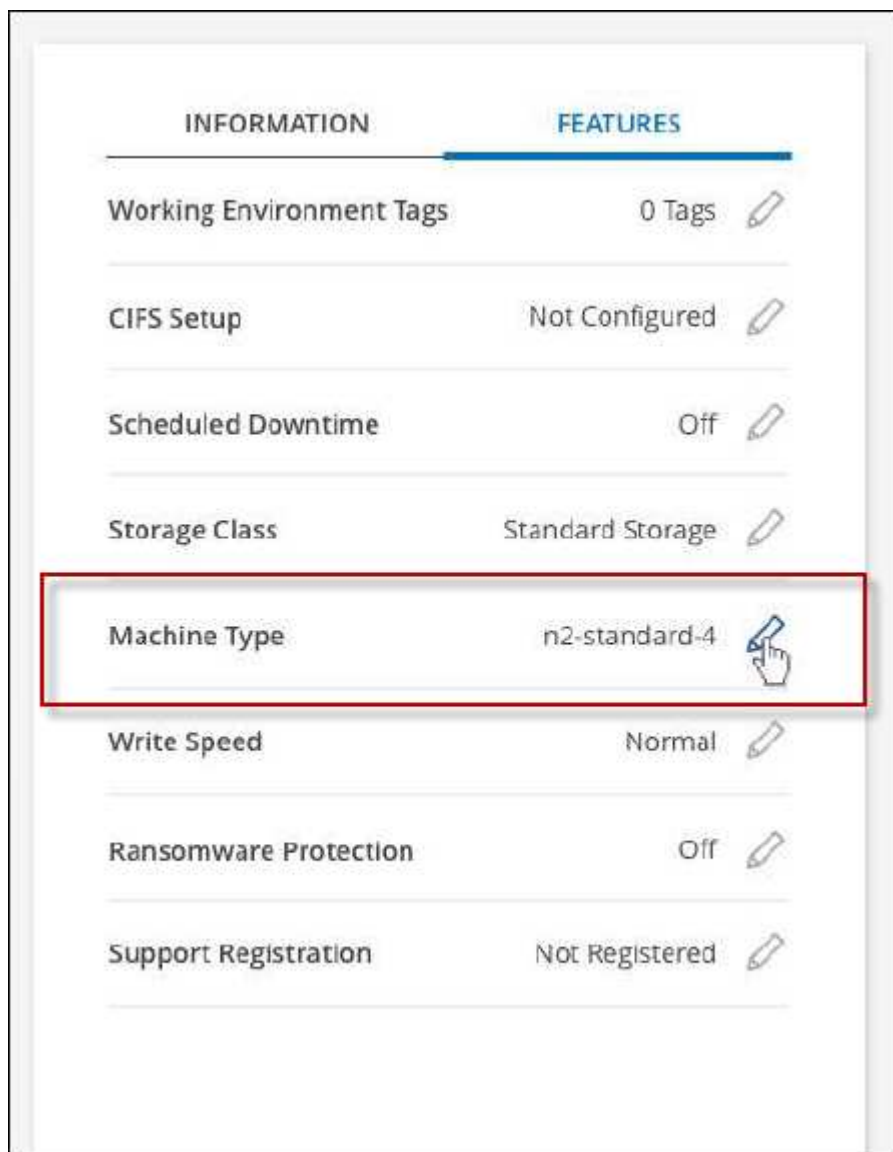 INFORMATION FEATURES
Working Environment Tags 0 Tags
CIFS Setup Not Configured
Scheduled Downtime Off
Storage Class Standard Storage
Machine Type n2-standard-4
Write Speed Normal
Ransomware Protection Off
Support Registration Not Registered